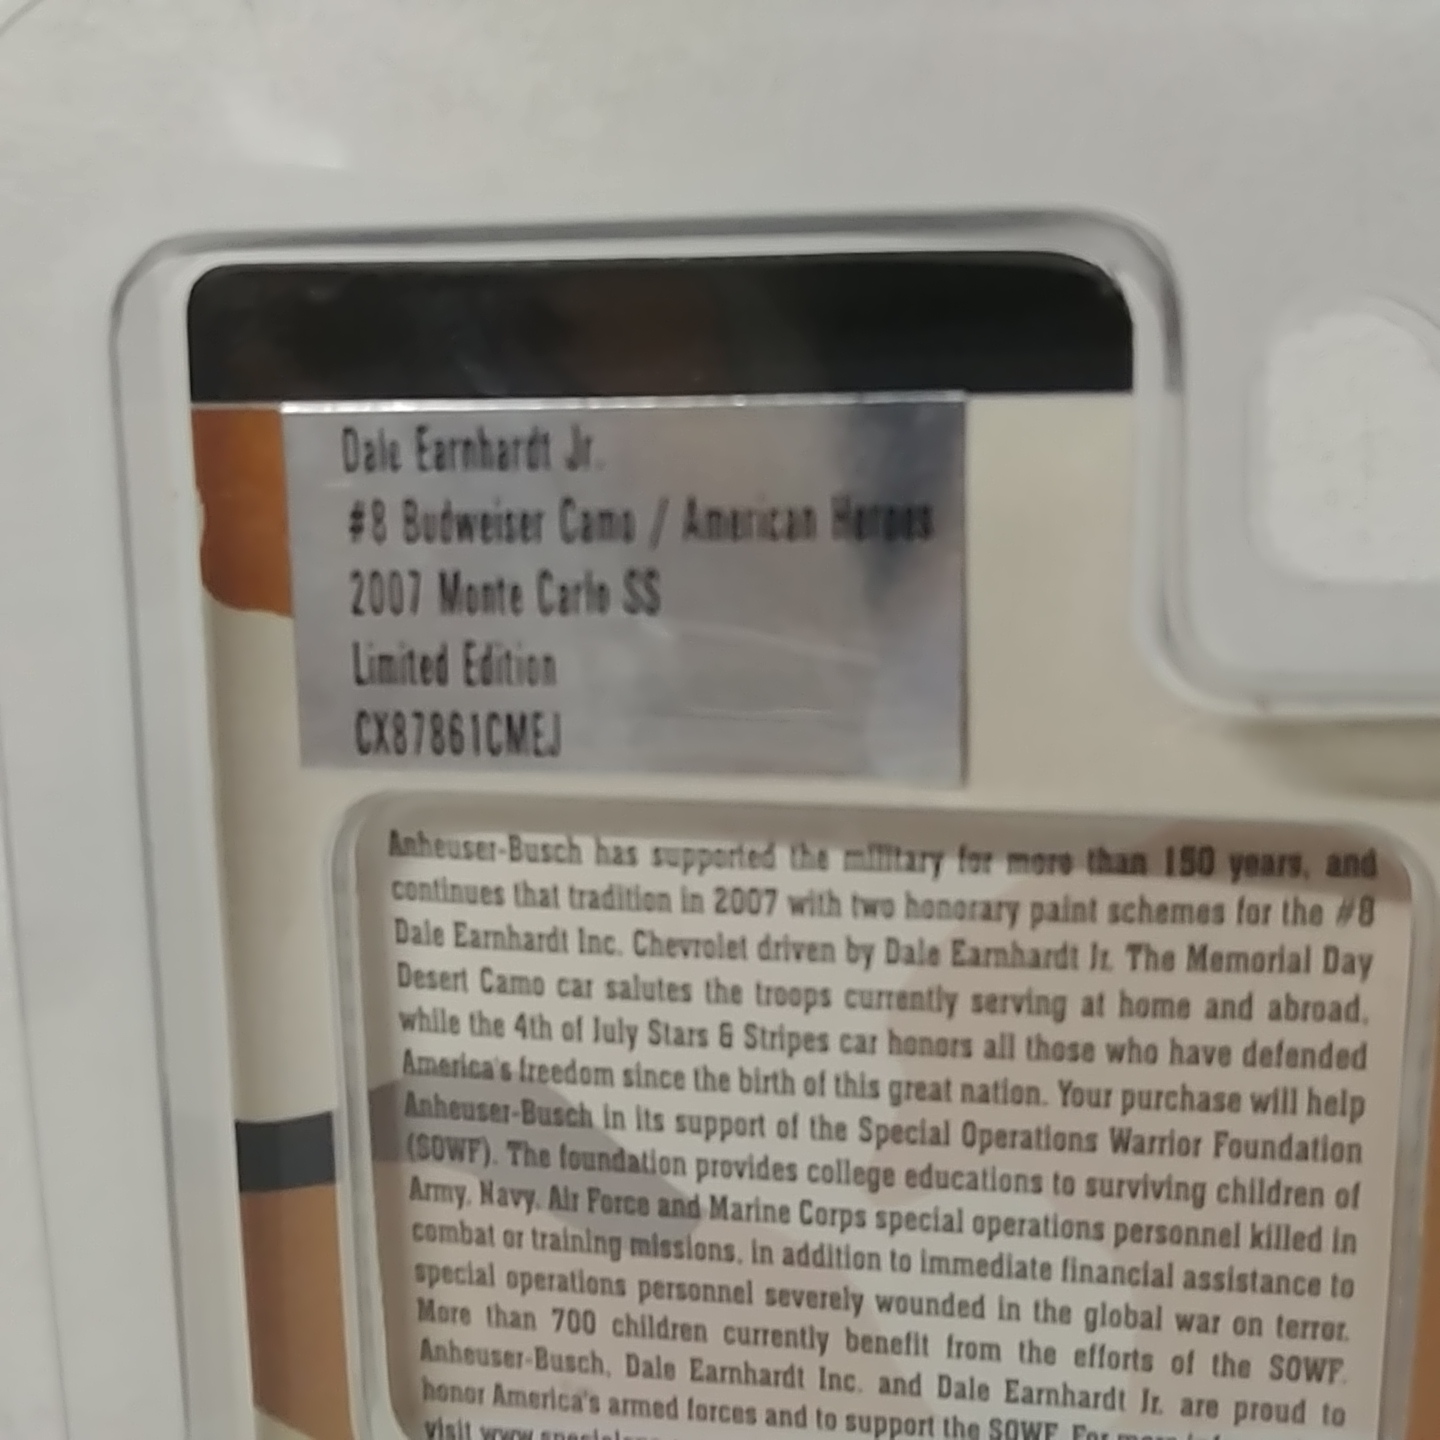 Dale Earnhardt Jr.
#8 Budweiser Camo / American Heroes
2007 Monte Carlo SS
Limited Edition
CX87861CMEJ
Anheuser-Busch has supported the military for more than 150 years, and
continues that tradition in 2007 with two honorary paint schemes for the #8
Dale Earnhardt Inc. Chevrolet driven by Dale Earnhardt Jr. The Memorial Day
Desert Camo car salutes the troops currently serving at home and abroad,
while the 4th of July Stars & Stripes car honors all those who have defended
America's freedom since the birth of this great nation. Your purchase will help
Anheuser-Busch in its support of the Special Operations Warrior Foundation
(SOWF). The foundation provides college educations to surviving children of
Army, Navy, Air Force and Marine Corps special operations personnel killed in
combat or training missions, in addition to immediate financial assistance to
special operations personnel severely wounded in the global war on terror.
More than 700 children currently benefit from the efforts of the SOWF.
Anheuser-Busch, Dale Earnhardt Inc. and Dale Earnhardt Jr. are proud to
honor America's armed forces and to support the SOWF. For more
visit